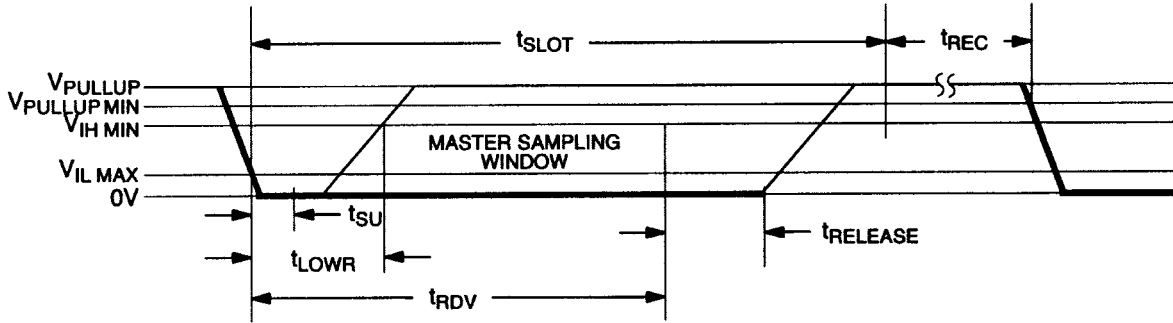 tSLOT
tREC
VPULLUP
VPULLUP MIN
VIH MIN
MASTER SAMPLING
WINDOW
VIL MAX
0V
tSU
tRELEASE
tLOWR
tRDV